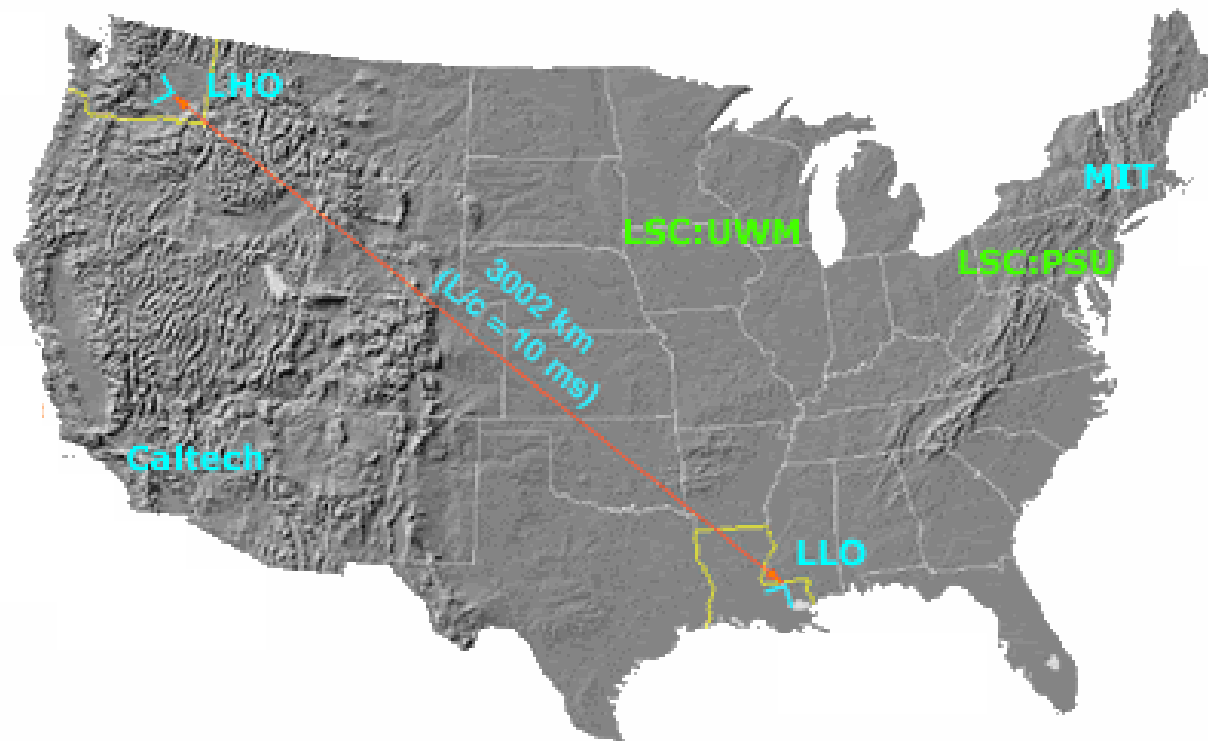 LHO
MIT
LSC:UWM
LSC:PSU
3002 km
(L/c = 10 ms)
Caltech
LLO